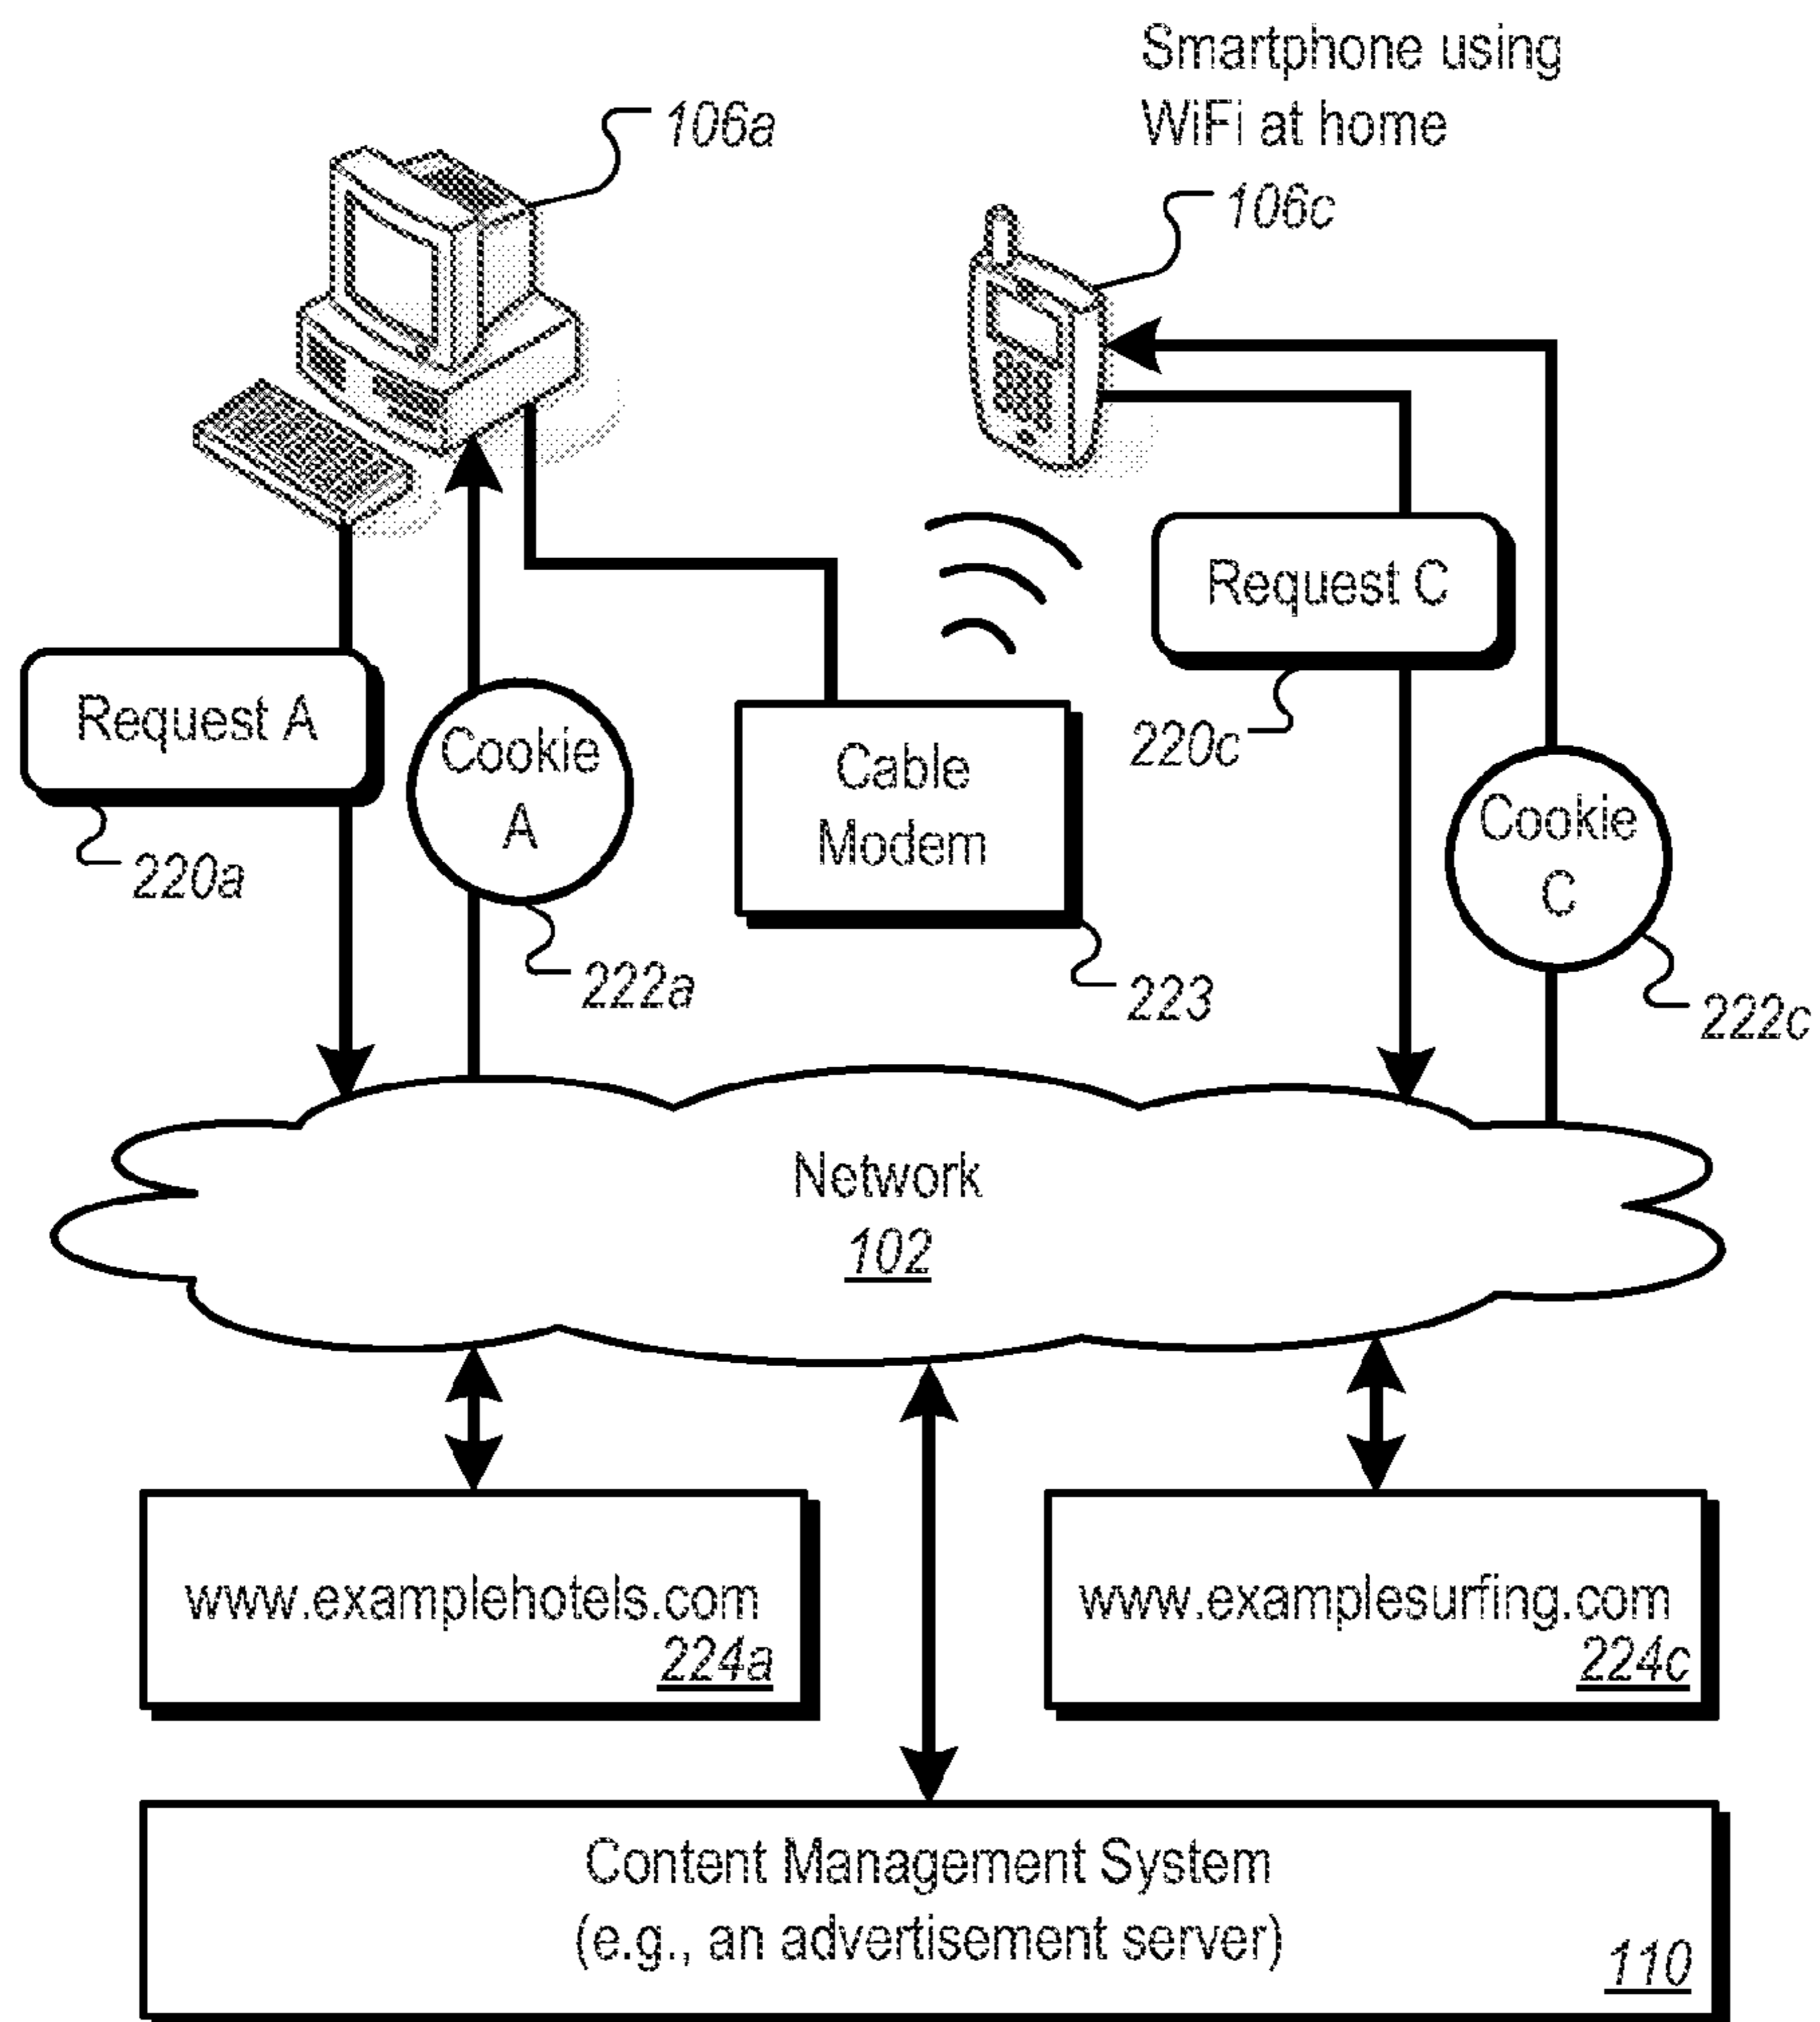 Smartphone using
WiFi at home
106a
106c
Request A
220a
Cookie
A
222a
Cable
Modem
223
Request C
220c
Cookie
C
222c
Network
102
www.examplehotels.com
224a
www.examplesurfing.com
224c
Content Management System
(e.g., an advertisement server)
110